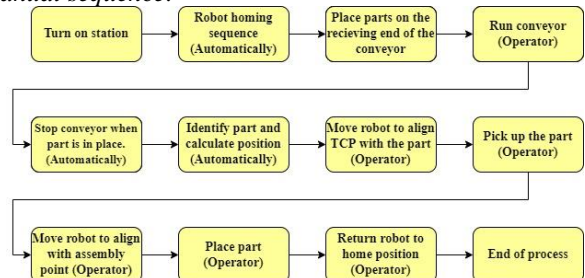 Turn on station
Robot homing
sequence
(Automatically)
Place parts on the
recieving end of the
conveyor
Run conveyor
(Operator)
Stop conveyor when
part is in place.
(Automatically)
Identify part and
calculate position
(Automatically)
Move robot to align
TCP with the part
(Operator)
Pick up the part
(Operator)
Move robot to align
with assembly
point (Operator)
Place part
(Operator)
Return robot to
home position
(Operator)
End of process